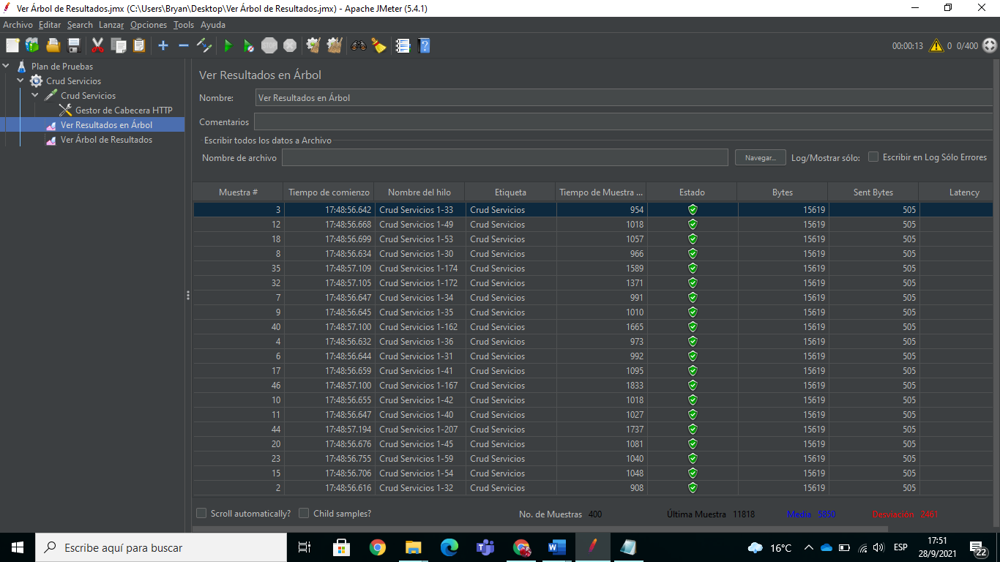 Ver Árbol de Resultados.jmx (C:\Users\Bryan\Desktop\Ver Árbol de Resultados.jmx) - Apache JMeter (5.4.1)
Archivo Editar Search Lanzar Opciones Tools Ayuda
STOP 00:00:13 0 0/400
Plan de Pruebas
Crud Servicios
Crud Servicios
Gestor de Cabecera HTTP
Ver Resultados en Árbol
Ver Árbol de Resultados
Ver Resultados en Árbol
Nombre: Ver Resultados en Árbol
Comentarios
Escribir todos los datos a Archivo
Nombre de archivo Navegar... Log/Mostrar sólo: Escribir en Log Sólo Errores
Muestra # Tiempo de comienzo Nombre del hilo Etiqueta Tiempo de Muestra ... Estado Bytes Sent Bytes Latency
3 17:48:56.642 Crud Servicios 1-33 Crud Servicios 954 15619 505
12 17:48:56.668 Crud Servicios 1-49 Crud Servicios 1018 15619 505
18 17:48:56.699 Crud Servicios 1-53 Crud Servicios 1057 15619 505
8 17:48:56.634 Crud Servicios 1-30 Crud Servicios 966 15619 505
35 17:48:57.109 Crud Servicios 1-174 Crud Servicios 1589 15619 505
32 17:48:57.105 Crud Servicios 1-172 Crud Servicios 1371 15619 505
7 17:48:56.647 Crud Servicios 1-34 Crud Servicios 991 15619 505
9 17:48:56.645 Crud Servicios 1-35 Crud Servicios 1010 15619 505
40 17:48:57.100 Crud Servicios 1-162 Crud Servicios 1665 15619 505
4 17:48:56.632 Crud Servicios 1-36 Crud Servicios 973 15619 505
6 17:48:56.644 Crud Servicios 1-31 Crud Servicios 992 15619 505
17 17:48:56.659 Crud Servicios 1-41 Crud Servicios 1095 15619 505
46 17:48:57.100 Crud Servicios 1-167 Crud Servicios 1833 15619 505
10 17:48:56.655 Crud Servicios 1-42 Crud Servicios 1018 15619 505
11 17:48:56.647 Crud Servicios 1-40 Crud Servicios 1027 15619 505
44 17:48:57.194 Crud Servicios 1-207 Crud Servicios 1737 15619 505
20 17:48:56.676 Crud Servicios 1-45 Crud Servicios 1081 15619 505
23 17:48:56.755 Crud Servicios 1-59 Crud Servicios 1040 15619 505
15 17:48:56.706 Crud Servicios 1-54 Crud Servicios 1048 15619 505
2 17:48:56.616 Crud Servicios 1-32 Crud Servicios 908 15619 505
Scroll automatically? Child samples? No. de Muestras 400 Última Muestra 11818 Media 5850 Desviación 2461
Escribe aquí para buscar 16°C ESP 17:51
28/9/2021 22